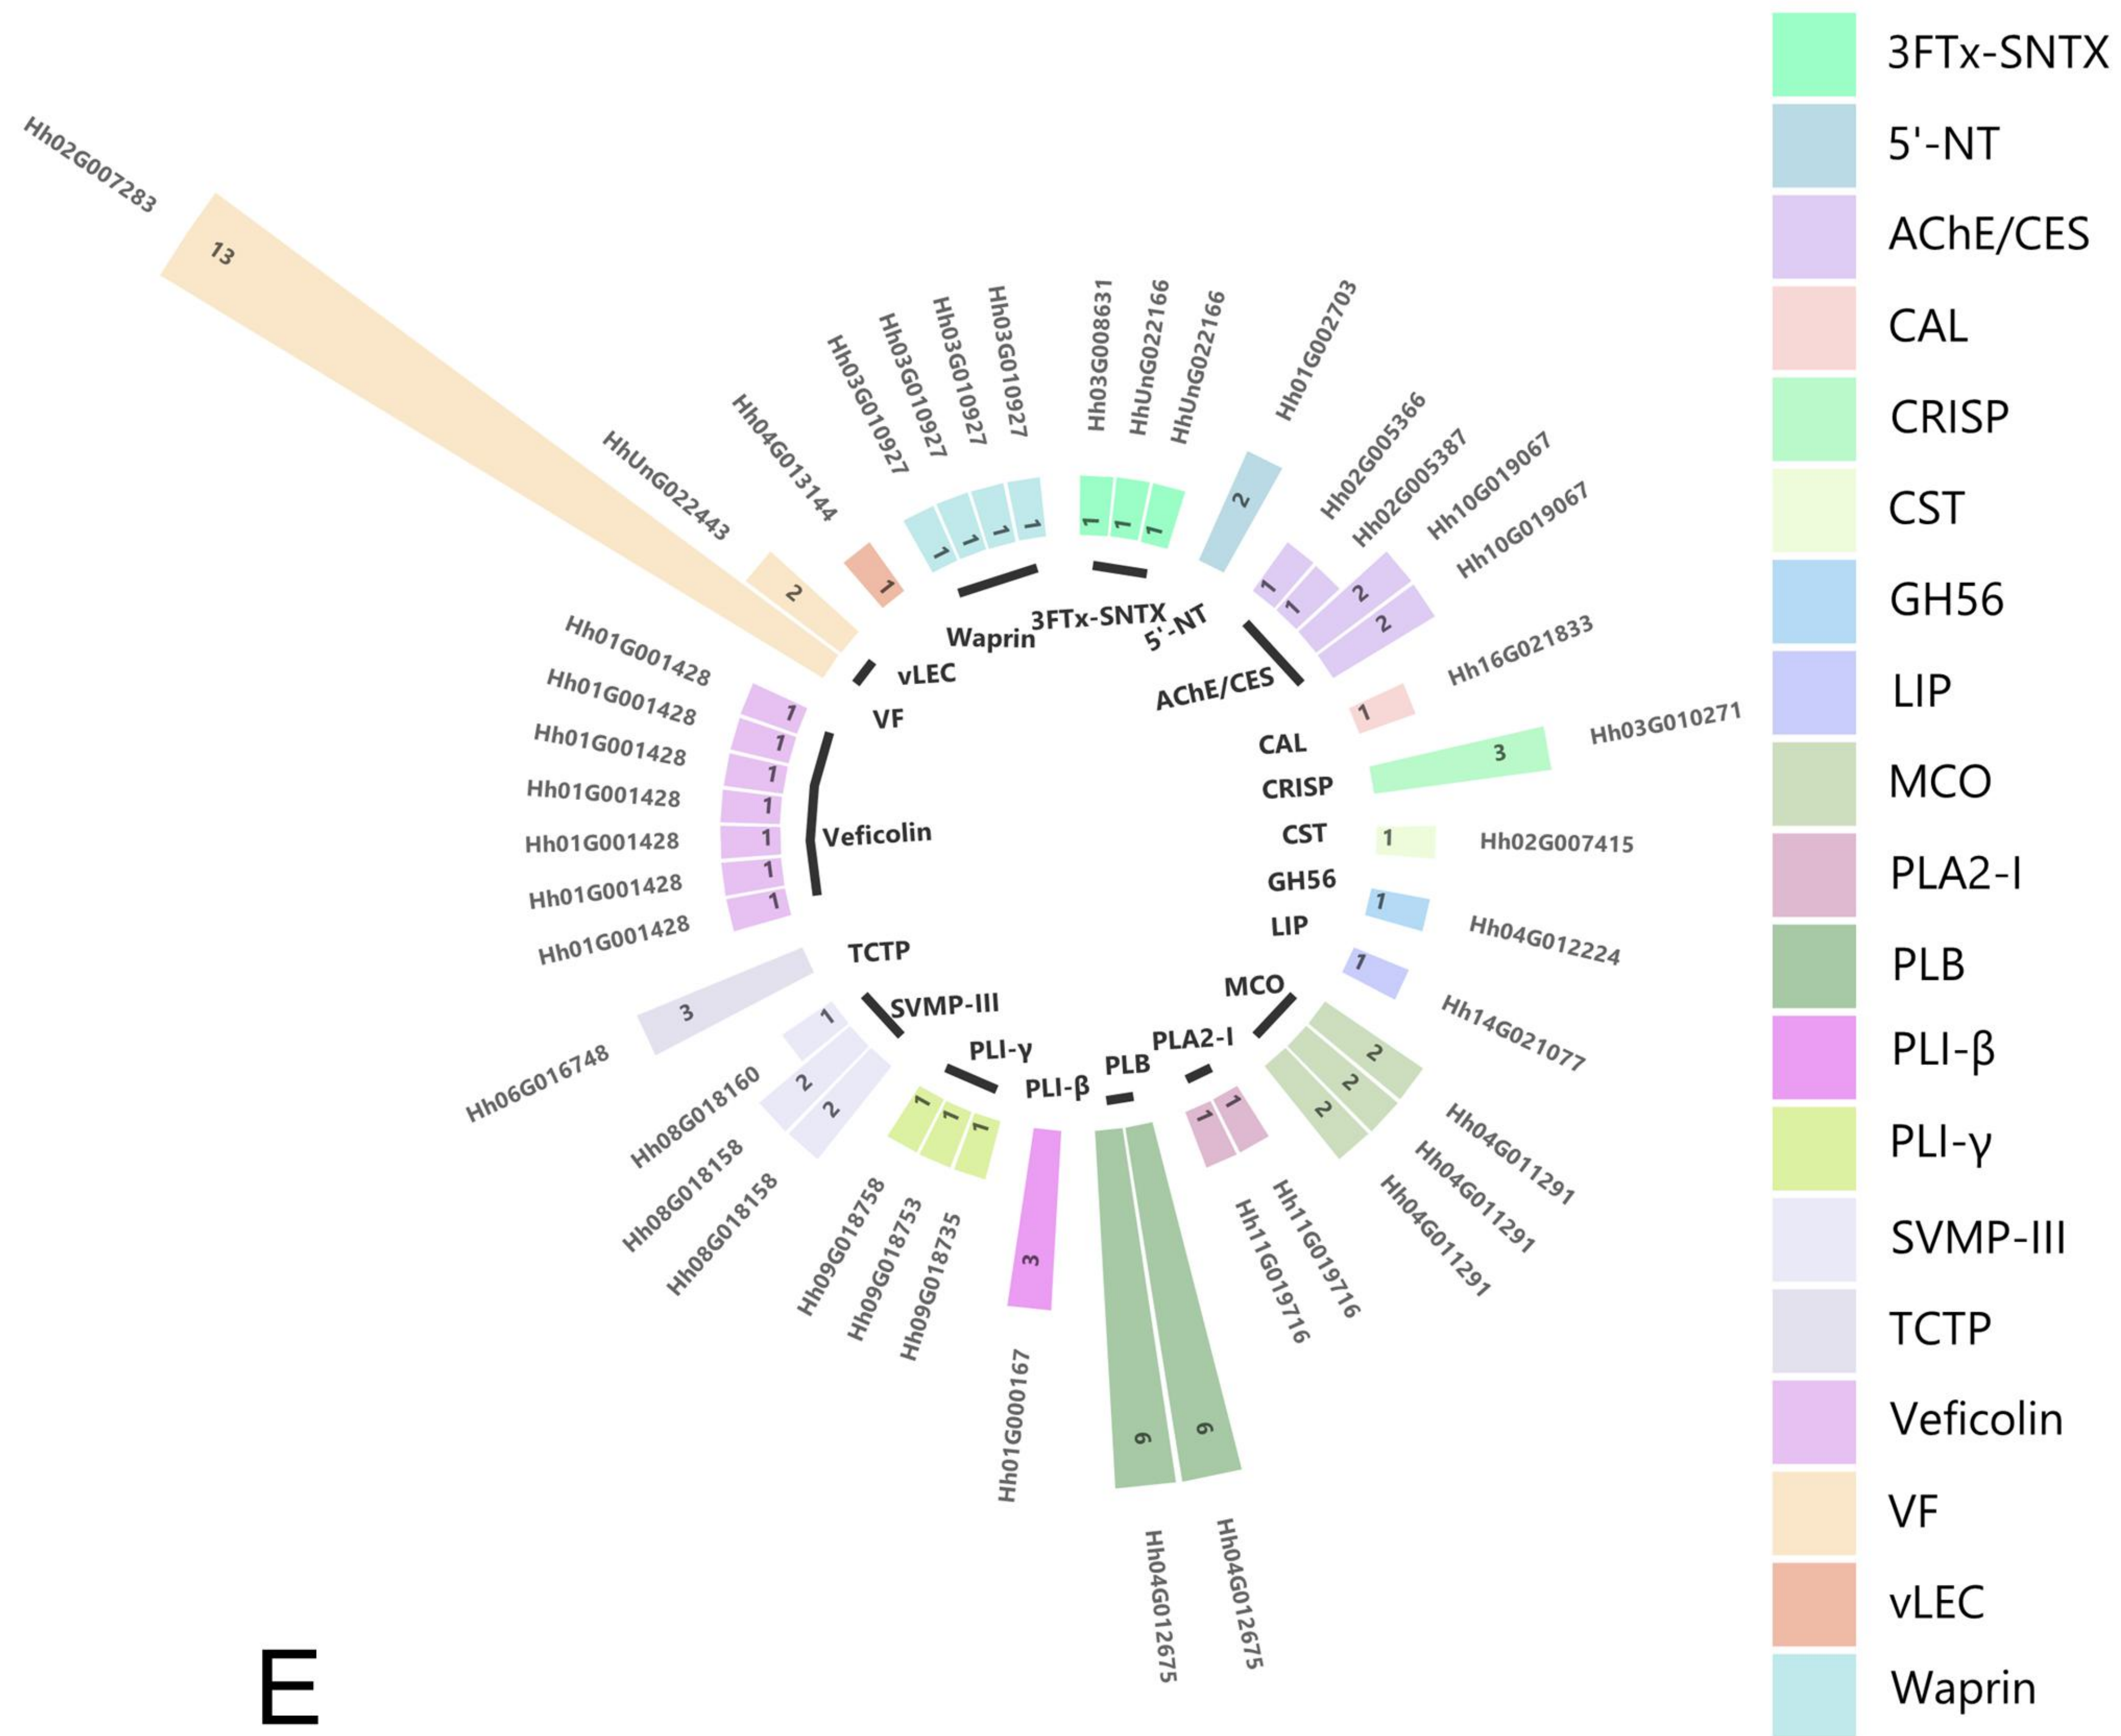 Hh02G007283
13
HhUnG022443
2
Hh04G013144
1
Hh03G010927
1
Hh03G010927
1
Hh03G010927
1
Hh03G010927
1
Hh03G008631
1
HhUnG022166
1
HhUnG022166
1
Hh01G002703
2
Hh02G005366
1
Hh02G005387
1
Hh10G019067
2
Hh10G019067
2
Hh16G021833
1
Hh03G010271
3
Hh02G007415
1
Hh04G012224
1
Hh14G021077
1
Hh04G011291
2
Hh04G011291
2
Hh04G011291
2
Hh11G019716
1
Hh11G019716
1
Hh04G012675
6
Hh04G012675
6
Hh01G000167
3
Hh09G018735
1
Hh09G018753
1
Hh09G018758
1
Hh08G018158
2
Hh08G018158
2
Hh08G018160
1
Hh06G016748
3
Hh01G001428
1
Hh01G001428
1
Hh01G001428
1
Hh01G001428
1
Hh01G001428
1
Hh01G001428
1
Hh01G001428
1
3FTx-SNTX
5'-NT
AChE/CES
CAL
CRISP
CST
GH56
LIP
MCO
PLA2-I
PLB
PLI-β
PLI-γ
SVMP-III
TCTP
Veficolin
VF
vLEC
Waprin
3FTx-SNTX
5'-NT
AChE/CES
CAL
CRISP
CST
GH56
LIP
MCO
PLA2-I
PLB
PLI-β
PLI-γ
SVMP-III
TCTP
Veficolin
VF
vLEC
Waprin
E